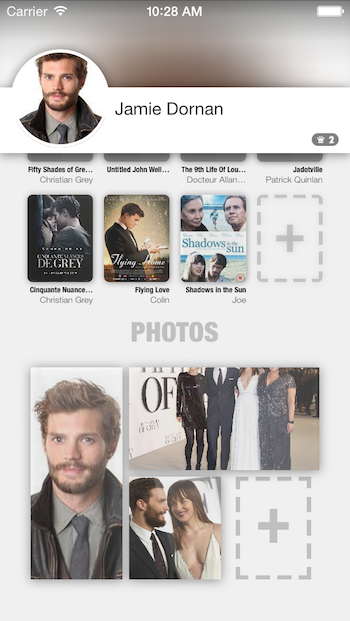 Carrier 10:28 AM
Jamie Dornan
2
Fifty Shades of Gre... Untitled John Well... The 9th Life Of Lou... Jadotville
Christian Grey Docteur Allan... Patrick Quinlan
CINQUANTE NUANCES
DE GREY
Flying Home
Shadows in the
sun
Cinquante Nuance... Flying Love Shadows in the Sun
Christian Grey Colin Joe
PHOTOS
OF